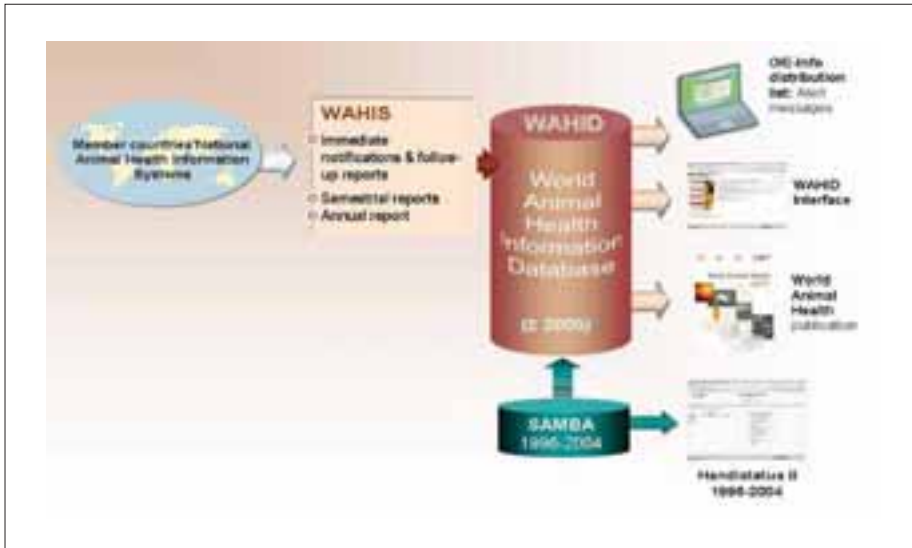 Member countries'National
Animal Health Information
Systems
WAHIS
Immediate
notifications & follow-
up reports
Semestrial reports
Annual report
WAHID
World
Animal
Health
Information
Database
(≥ 2005)
SAMBA
1996-2004
OIE-Info
distribution
list: Alert
messages
WAHID
Interface
World
Animal
Health
publication
Handistatus II
1996-2004